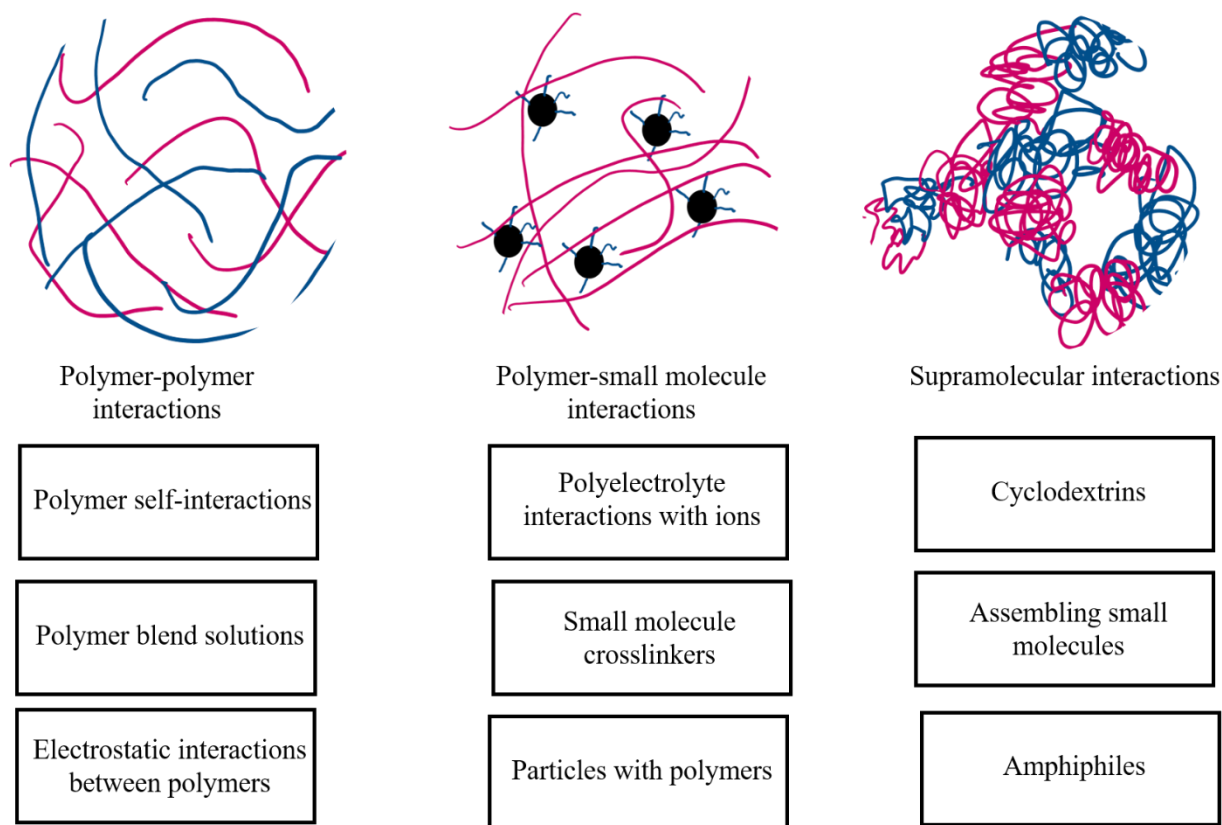 Polymer-polymer
interactions
Polymer-small molecule
interactions
Supramolecular interactions
Polymer self-interactions
Polyelectrolyte
interactions with ions
Cyclodextrins
Polymer blend solutions
Small molecule
crosslinkers
Assembling small
molecules
Electrostatic interactions
between polymers
Particles with polymers
Amphiphiles